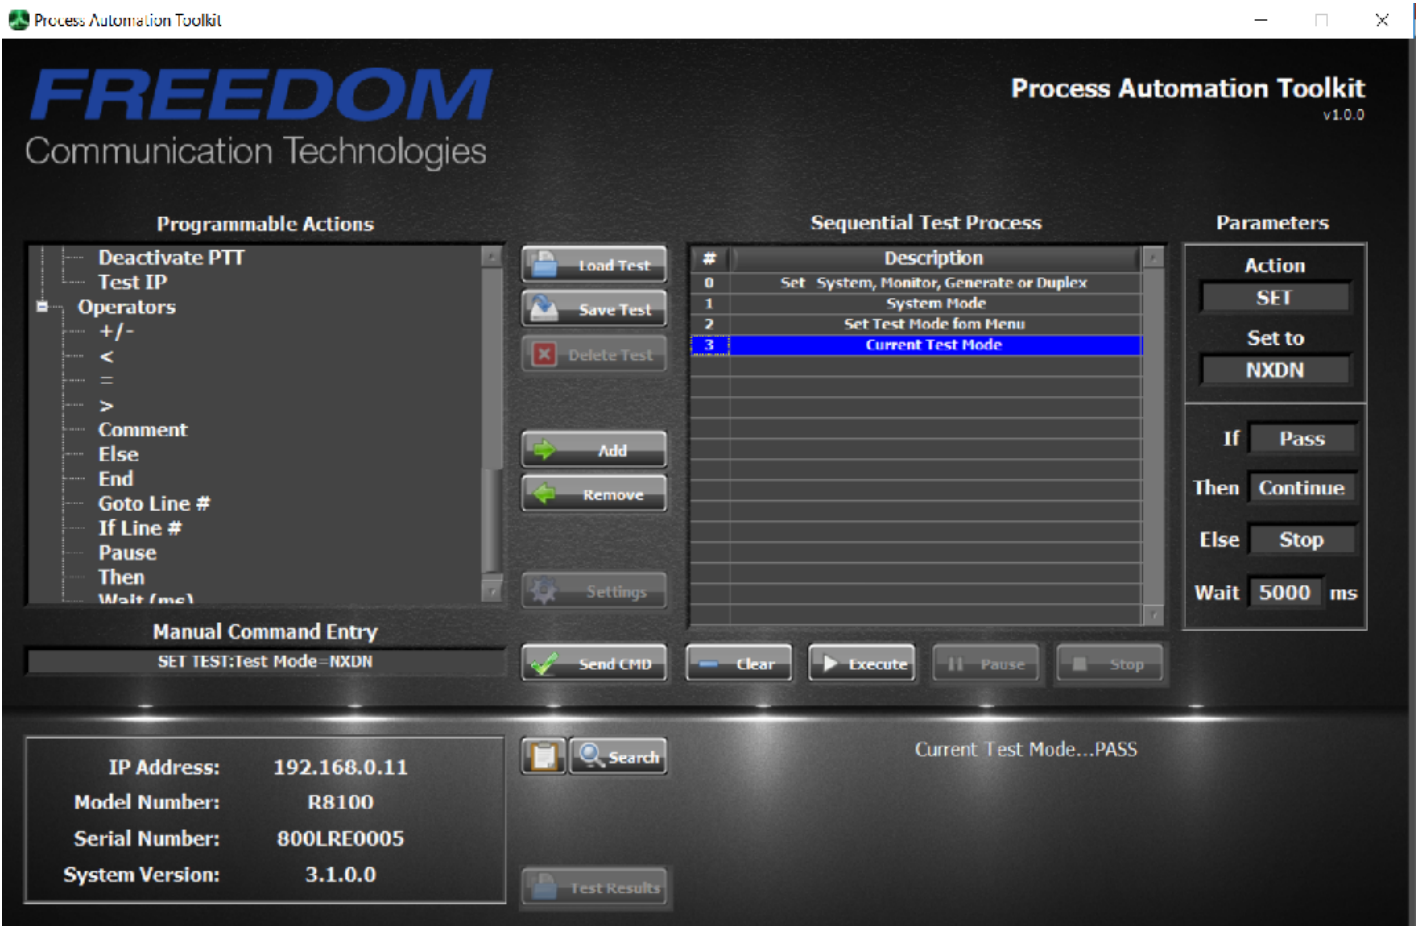 Process Automation Toolkit
FREEDOM
Communication Technologies
Process Automation Toolkit
v1.0.0
Programmable Actions
Deactivate PTT
Test IP
Operators
+/-
<
=
>
Comment
Else
End
Goto Line #
If Line #
Pause
Then
Wait (ms)
Manual Command Entry
SET TEST:Test Mode=NXDN
Load Test
Save Test
Delete Test
Add
Remove
Settings
Send CMD
Sequential Test Process
# Description
0 Set System, Monitor, Generate or Duplex
1 System Mode
2 Set Test Mode fom Menu
3 Current Test Mode
Clear Execute Pause Stop
Parameters
Action
SET
Set to
NXDN
If Pass
Then Continue
Else Stop
Wait 5000 ms
IP Address: 192.168.0.11
Model Number: R8100
Serial Number: 800LRE0005
System Version: 3.1.0.0
Search
Test Results
Current Test Mode...PASS